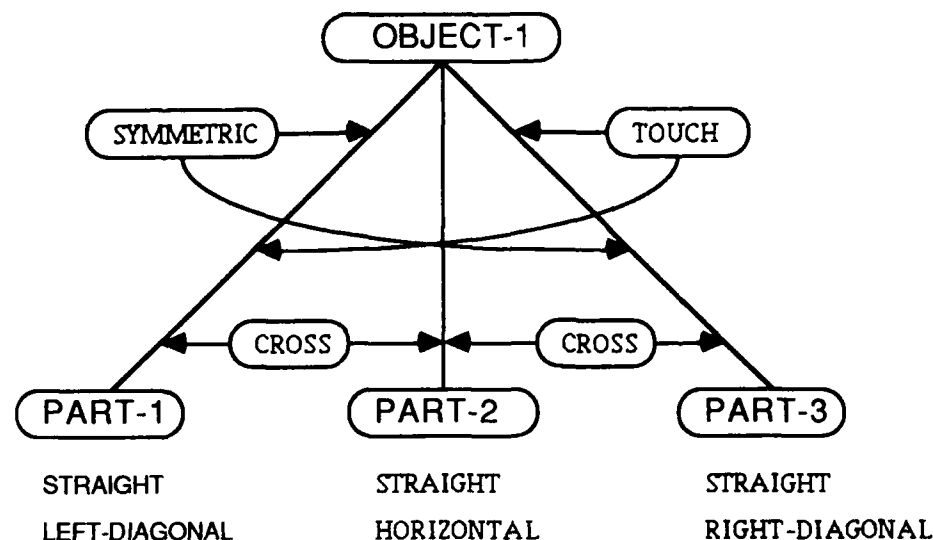 OBJECT-1
SYMMETRIC TOUCH
CROSS CROSS
PART-1 PART-2 PART-3
STRAIGHT STRAIGHT STRAIGHT
LEFT-DIAGONAL HORIZONTAL RIGHT-DIAGONAL